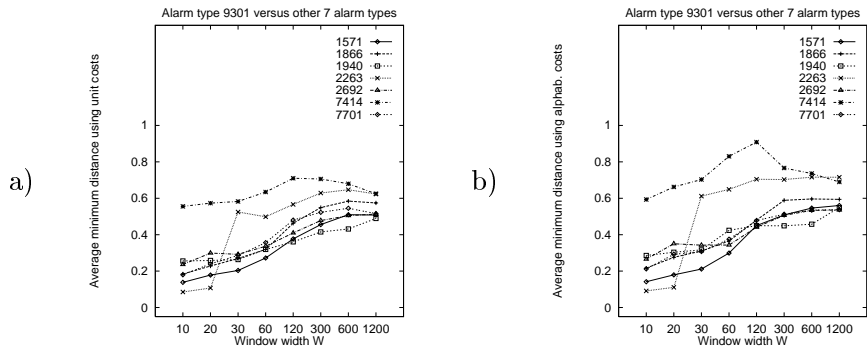 a)
Alarm type 9301 versus other 7 alarm types
1571
1866
1940
2263
2692
7414
7701
Average minimum distance using unit costs
1
0.8
0.6
0.4
0.2
0
10 20 30 60 120 300 600 1200
Window width W
b)
Alarm type 9301 versus other 7 alarm types
1571
1866
1940
2263
2692
7414
7701
Average minimum distance using alphab. costs
1
0.8
0.6
0.4
0.2
0
10 20 30 60 120 300 600 1200
Window width W